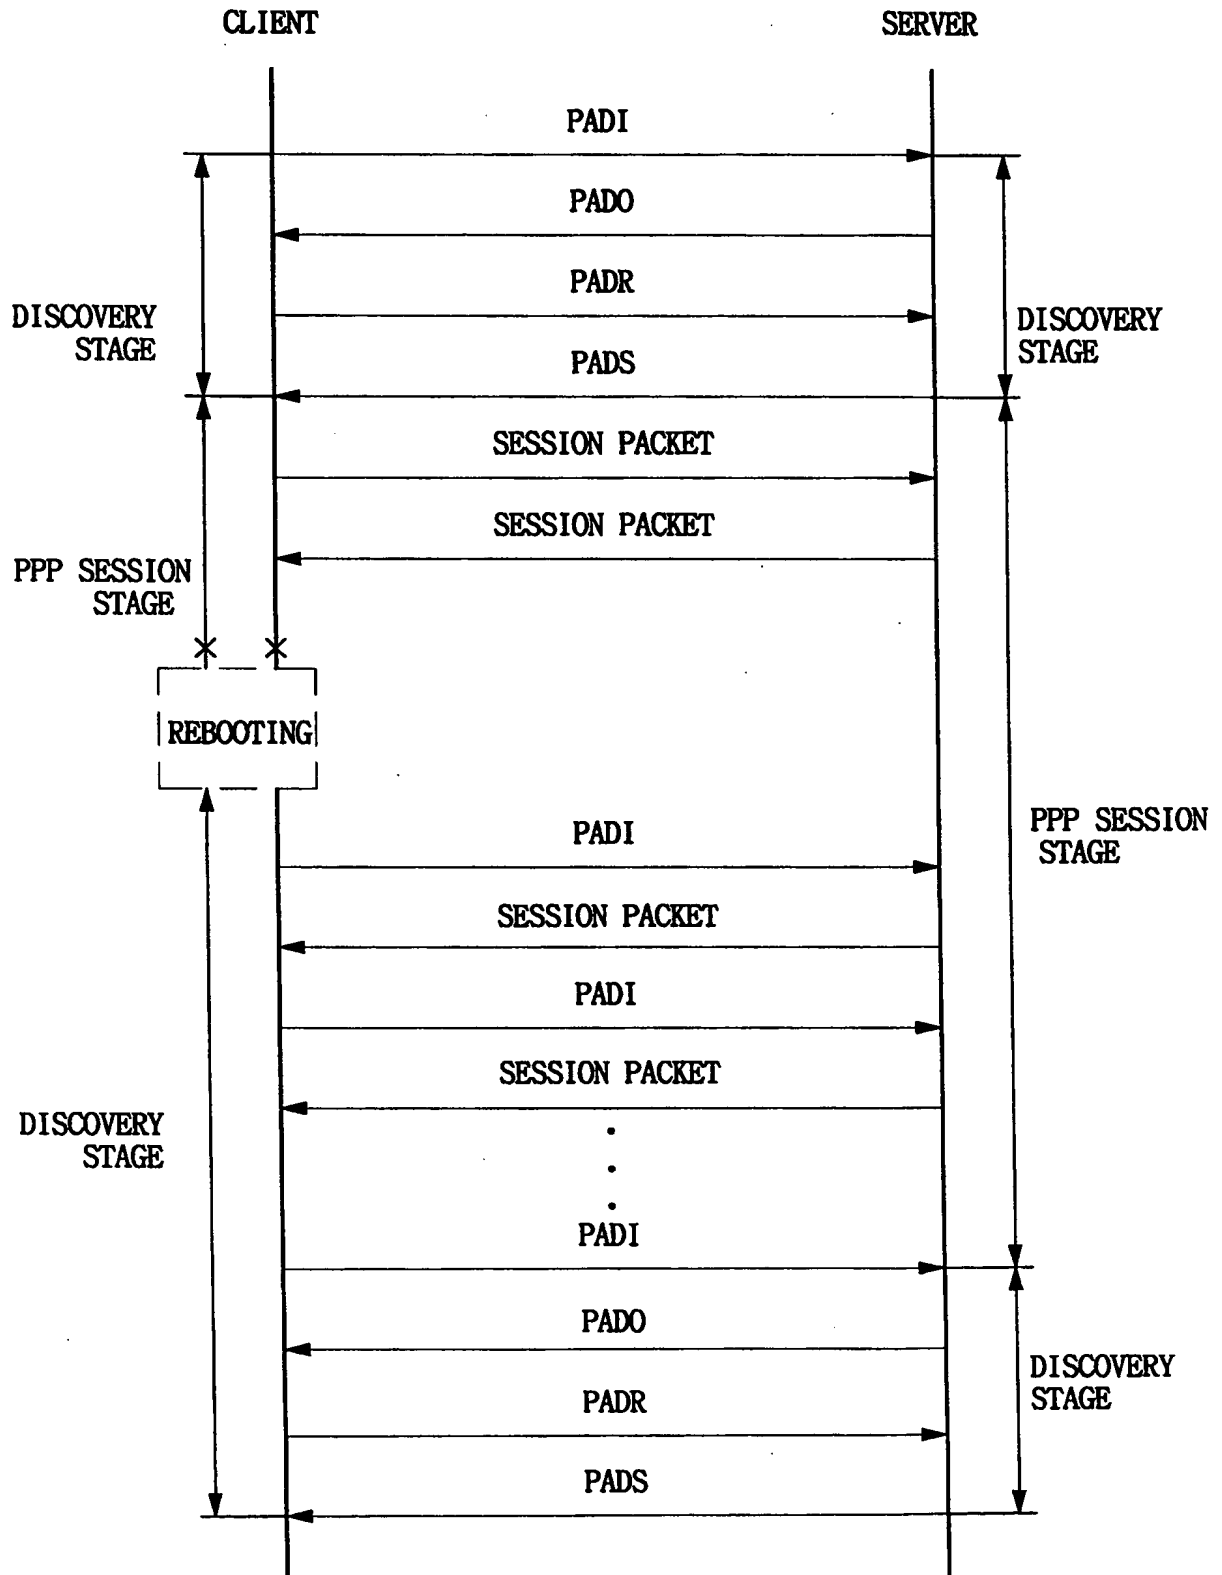 CLIENT
SERVER
PADI
PADO
PADR
DISCOVERY
STAGE
DISCOVERY
STAGE
PADS
SESSION PACKET
SESSION PACKET
PPP SESSION
STAGE
REBOOTING
PADI
PPP SESSION
STAGE
SESSION PACKET
PADI
SESSION PACKET
DISCOVERY
STAGE
PADI
PADO
DISCOVERY
STAGE
PADR
PADS